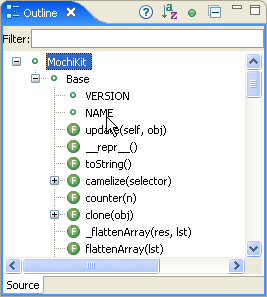 Outline
Filter:
MochiKit
Base
VERSION
NAME
update(self, obj)
__repr__()
toString()
camelize(selector)
counter(n)
clone(obj)
_flattenArray(res, lst)
flattenArray(lst)
Source